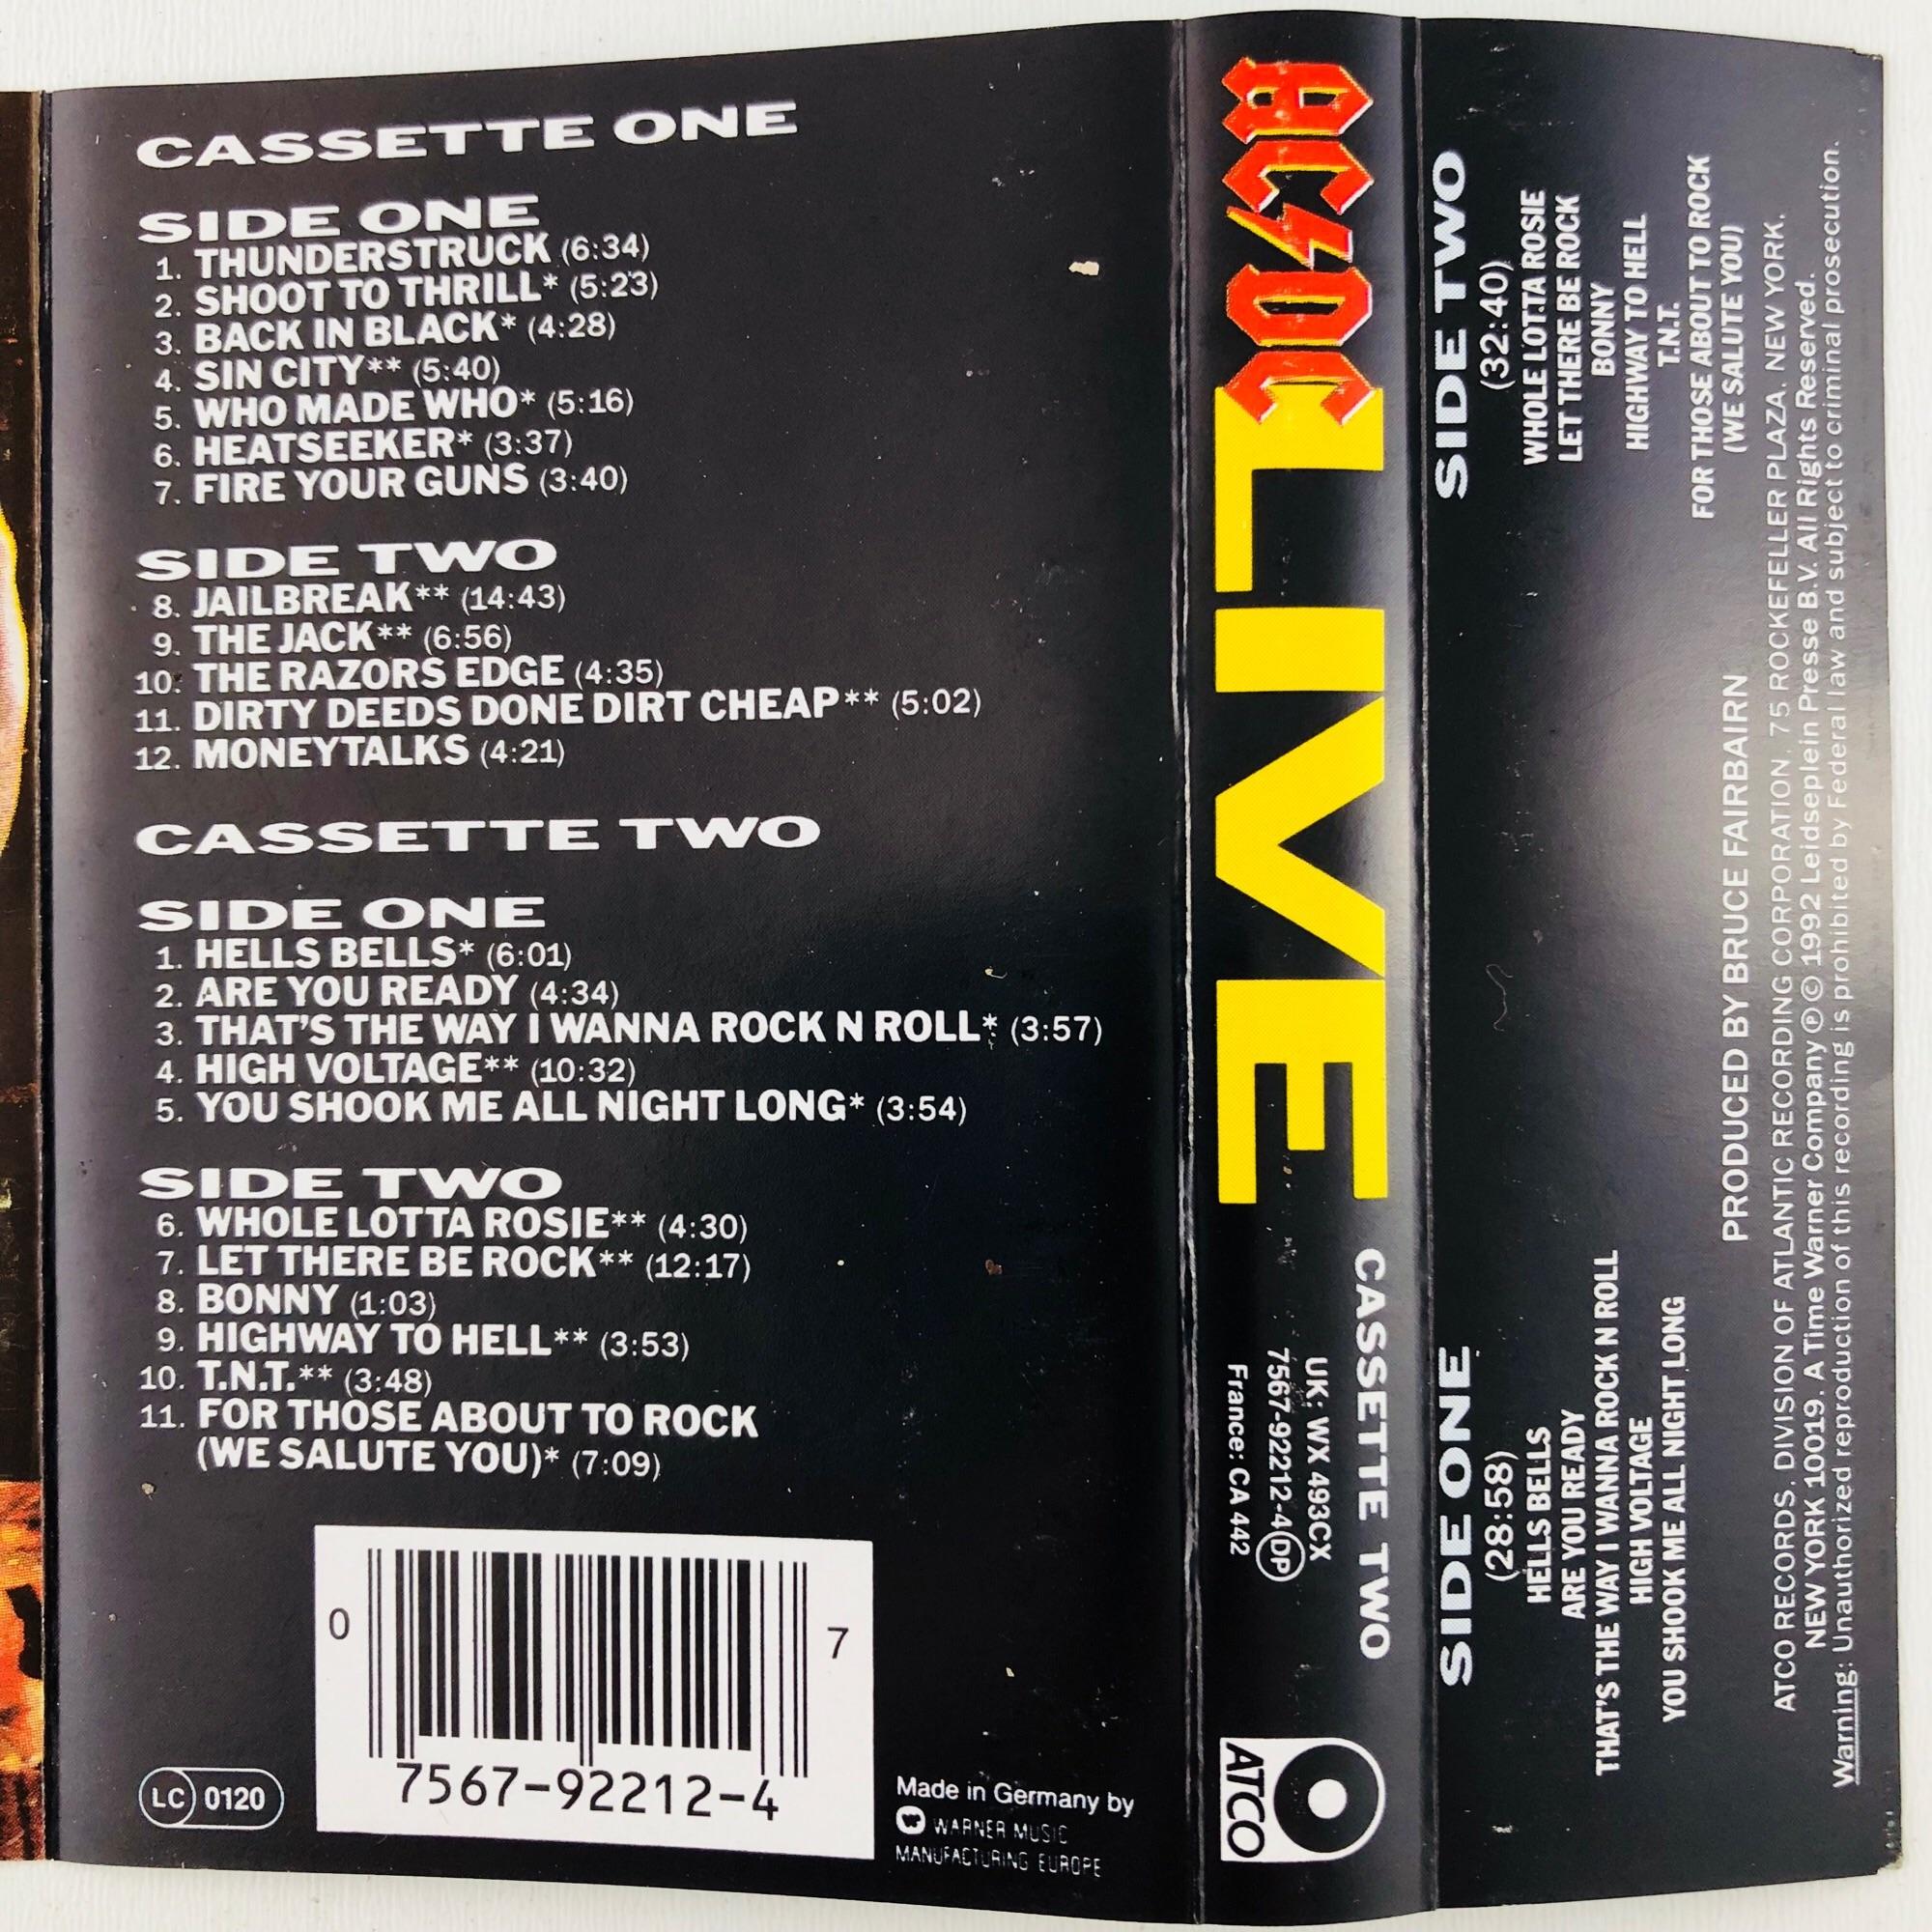 CASSETTE ONE
SIDE ONE
1. THUNDERSTRUCK (6:34)
2. SHOOT TO THRILL* (5:23)
3. BACK IN BLACK* (4:28)
4. SIN CITY** (5:40)
5. WHO MADE WHO* (5:16)
6. HEATSEEKER* (3:37)
7. FIRE YOUR GUNS (3:40)
SIDE TWO
8. JAILBREAK** (14:43)
9. THE JACK** (6:56)
10. THE RAZORS EDGE (4:35)
11. DIRTY DEEDS DONE DIRT CHEAP** (5:02)
12. MONEYTALKS (4:21)
CASSETTE TWO
SIDE ONE
1. HELLS BELLS* (6:01)
2. ARE YOU READY (4:34)
3. THAT'S THE WAY I WANNA ROCK N ROLL* (3:57)
4. HIGH VOLTAGE** (10:32)
5. YOU SHOOK ME ALL NIGHT LONG* (3:54)
SIDE TWO
6. WHOLE LOTTA ROSIE** (4:30)
7. LET THERE BE ROCK** (12:17)
8. BONNY (1:03)
9. HIGHWAY TO HELL** (3:53)
10. T.N.T.** (3:48)
11. FOR THOSE ABOUT TO ROCK
(WE SALUTE YOU)* (7:09)
0 7
7567-92212-4
LC 0120
Made in Germany by
WARNER MUSIC
MANUFACTURING EUROPE
AC/DC LIVE
CASSETTE TWO
UK: WX 493CX
7567-92212-4 DP
France: CA 442
ATCO
SIDE ONE
(28:58)
HELLS BELLS
ARE YOU READY
THAT'S THE WAY I WANNA ROCK N ROLL
HIGH VOLTAGE
YOU SHOOK ME ALL NIGHT LONG
SIDE TWO
(32:40)
WHOLE LOTTA ROSIE
LET THERE BE ROCK
BONNY
HIGHWAY TO HELL
T.N.T.
FOR THOSE ABOUT TO ROCK
(WE SALUTE YOU)
PRODUCED BY BRUCE FAIRBAIRN
ATCO RECORDS, DIVISION OF ATLANTIC RECORDING CORPORATION, 75 ROCKEFELLER PLAZA, NEW YORK,
NEW YORK 10019. A Time Warner Company ℗ © 1992 Leidseplein Presse B.V. All Rights Reserved.
Warning: Unauthorized reproduction of this recording is prohibited by Federal law and subject to criminal prosecution.